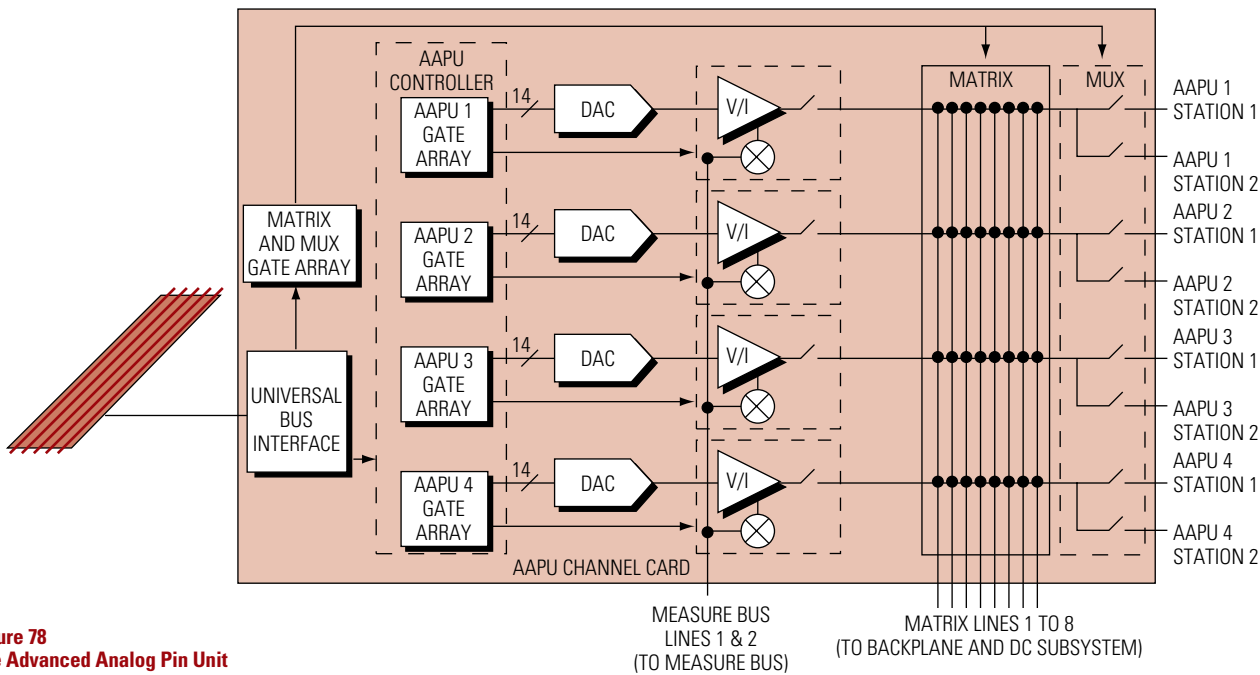 AAPU
CONTROLLER
AAPU 1
GATE
ARRAY
14
DAC
V/I
AAPU 2
GATE
ARRAY
14
DAC
V/I
AAPU 3
GATE
ARRAY
14
DAC
V/I
AAPU 4
GATE
ARRAY
14
DAC
V/I
MATRIX
AND MUX
GATE ARRAY
UNIVERSAL
BUS
INTERFACE
MATRIX
MUX
AAPU 1
STATION 1
AAPU 1
STATION 2
AAPU 2
STATION 1
AAPU 2
STATION 2
AAPU 3
STATION 1
AAPU 3
STATION 2
AAPU 4
STATION 1
AAPU 4
STATION 2
AAPU CHANNEL CARD
MEASURE BUS
LINES 1 & 2
(TO MEASURE BUS)
MATRIX LINES 1 TO 8
(TO BACKPLANE AND DC SUBSYSTEM)
ure 78
Advanced Analog Pin Unit